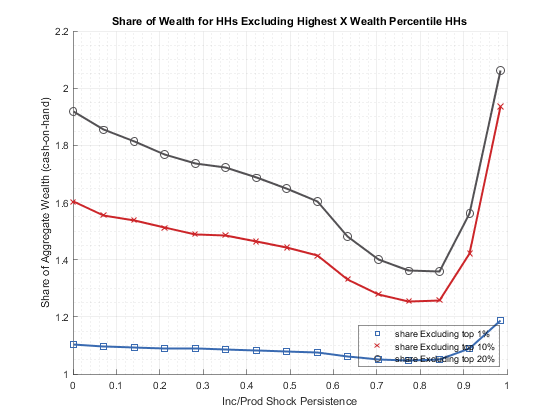 Share of Wealth for HHs Excluding Highest X Wealth Percentile HHs
2.2
2
1.8
1.6
1.4
1.2
1
Share of Aggregate Wealth (cash-on-hand)
share Excluding top 1%
share Excluding top 10%
share Excluding top 20%
0 0.1 0.2 0.3 0.4 0.5 0.6 0.7 0.8 0.9 1
Inc/Prod Shock Persistence